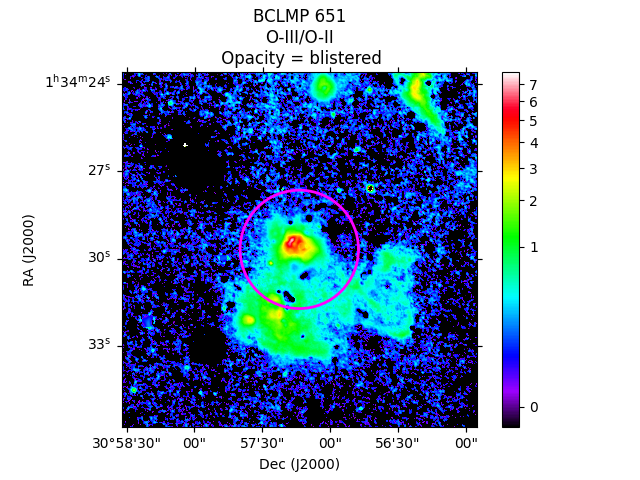 BCLMP 651
O-III/O-II
Opacity = blistered
1ʰ34ᵐ24ˢ
27ˢ
30ˢ
33ˢ
RA (J2000)
30°58'30" 00" 57'30" 00" 56'30" 00"
Dec (J2000)
7
6
5
4
3
2
1
0